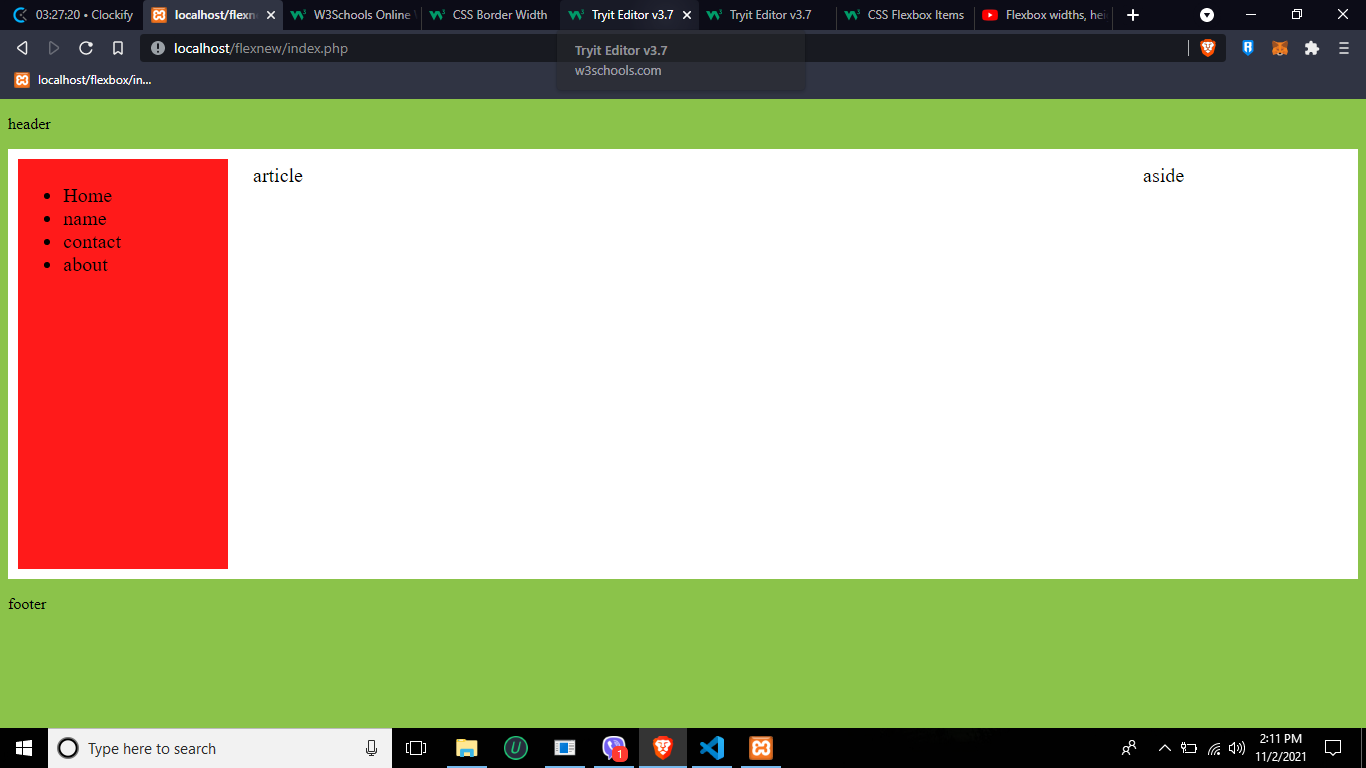 03:27:20 • Clockify
localhost/flexn
W3Schools Online
CSS Border Width
Tryit Editor v3.7
Tryit Editor v3.7
CSS Flexbox Items
Flexbox widths, hei
localhost/flexnew/index.php
Tryit Editor v3.7
w3schools.com
localhost/flexbox/in...
header
article
aside
Home
name
contact
about
footer
Type here to search
1
2:11 PM
11/2/2021